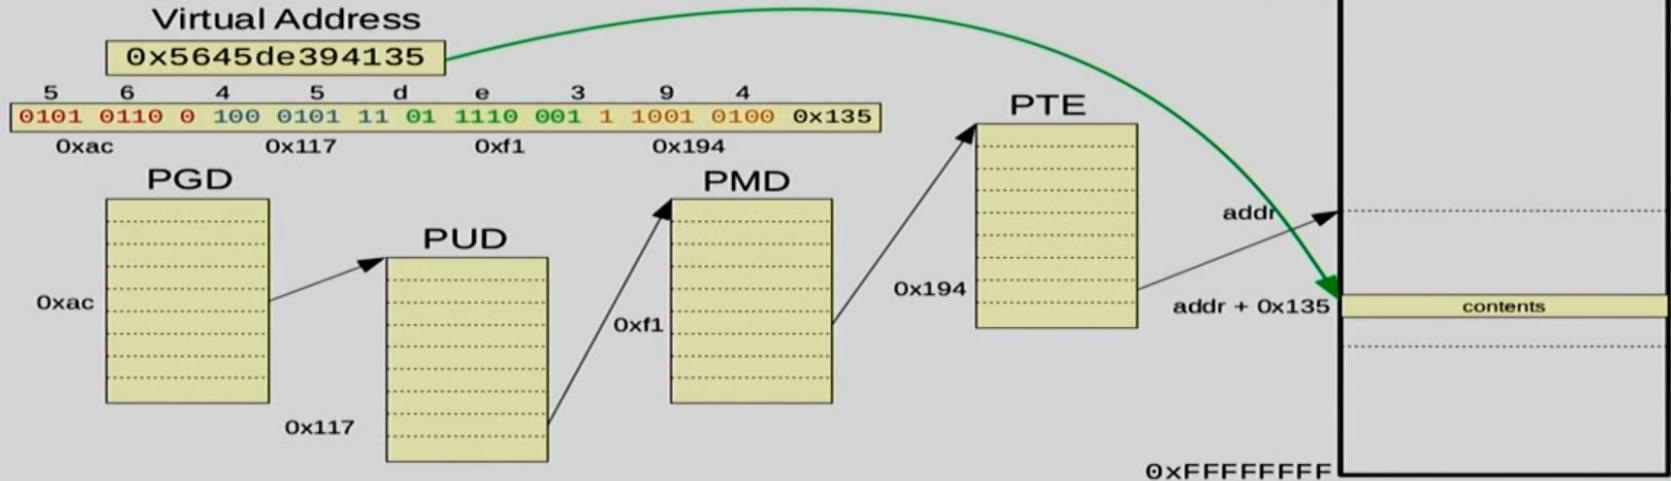 Virtual Address
0x5645de394135
5 6 4 5 d e 3 9 4
0101 0110 0 100 0101 11 01 1110 001 1 1001 0100 0x135
0xac 0x117 0xf1 0x194
PTE
PGD
PMD
PUD
addr
0xac
0xf1
0x194
addr + 0x135
contents
0x117
0xFFFFFFFF